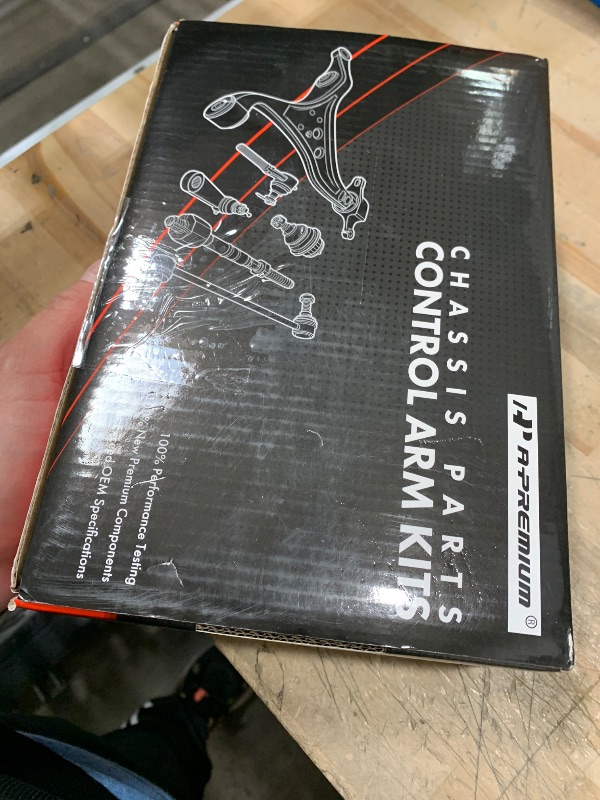 A-PREMIUM®
CHASSIS PARTS
CONTROL ARM KITS
100% Performance Testing
New Premium Components
OEM Specifications